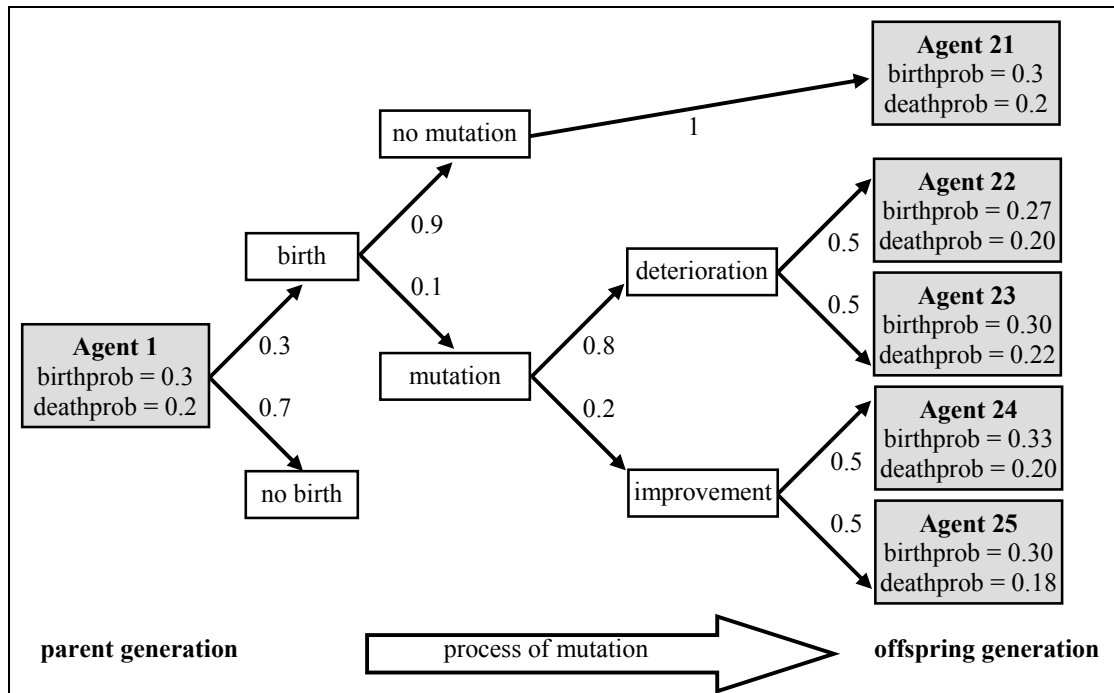 Agent 21
birthprob = 0.3
deathprob = 0.2
no mutation
1
Agent 22
birthprob = 0.27
deathprob = 0.20
0.9
0.5
birth
deterioration
0.1
0.5
Agent 23
birthprob = 0.30
deathprob = 0.22
Agent 1
birthprob = 0.3
deathprob = 0.2
0.3
0.8
mutation
0.7
0.2
Agent 24
birthprob = 0.33
deathprob = 0.20
0.5
no birth
improvement
0.5
Agent 25
birthprob = 0.30
deathprob = 0.18
parent generation
process of mutation
offspring generation